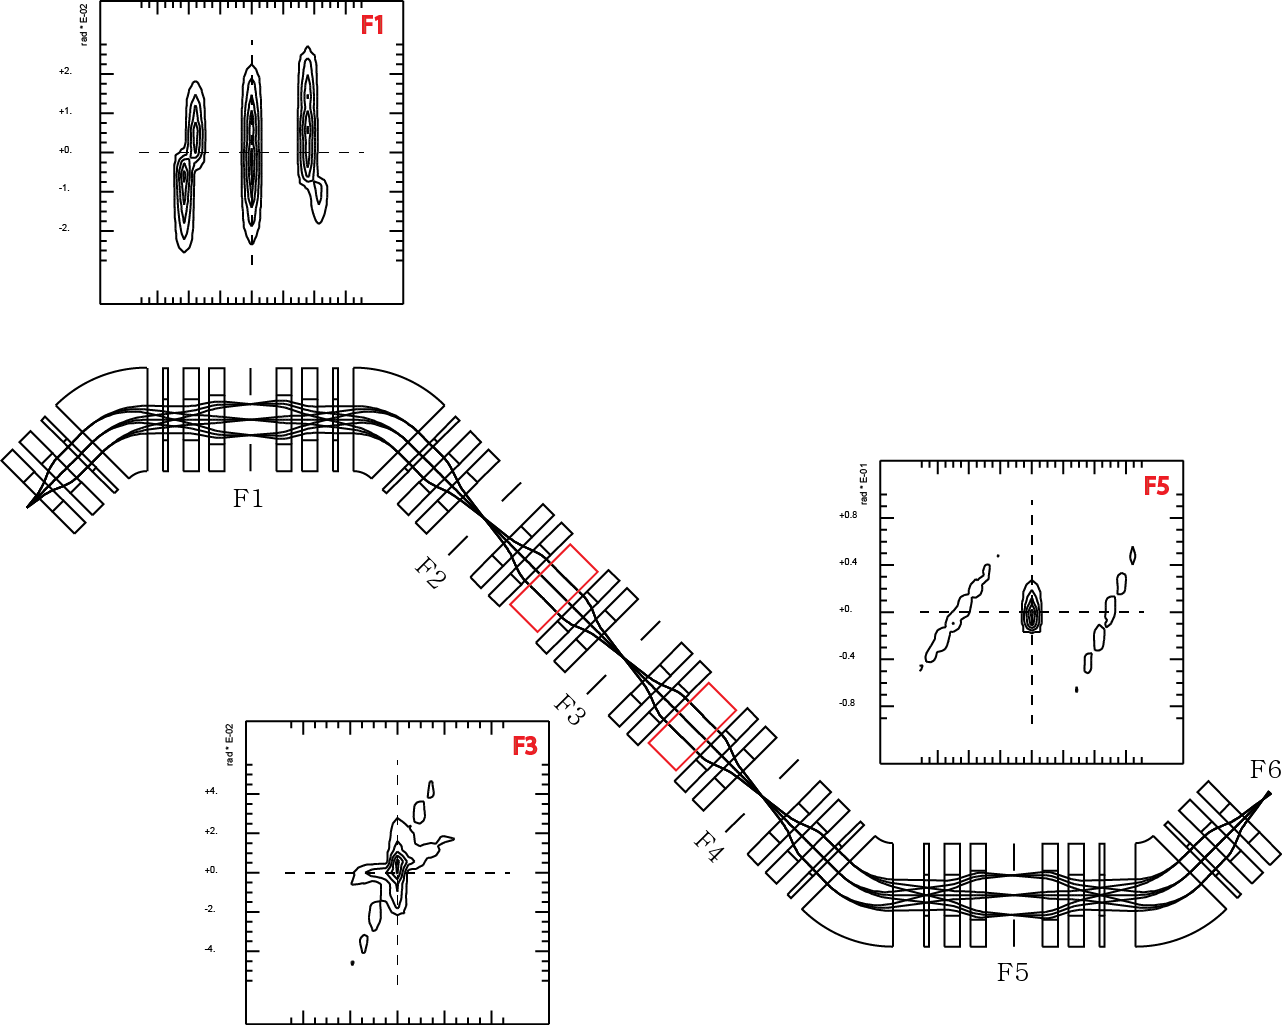 rad * E-02
F1
+2.
+1.
+0.
-1.
-2.
F1
F2
F3
F4
rad * E-01
F5
+0.8
+0.4
+0.
-0.4
-0.8
F6
F5
rad * E-02
F3
+4.
+2.
+0.
-2.
-4.